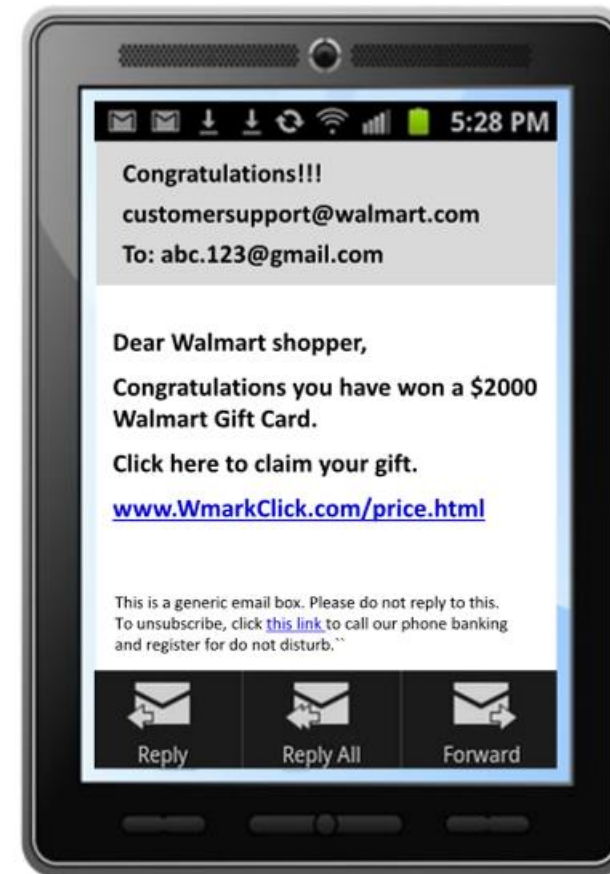 5:28 PM
Congratulations!!!
customersupport@walmart.com
To: abc.123@gmail.com
Dear Walmart shopper,
Congratulations you have won a $2000
Walmart Gift Card.
Click here to claim your gift.
www.WmarkClick.com/price.html
This is a generic email box. Please do not reply to this.
To unsubscribe, click this link to call our phone banking
and register for do not disturb.``
Reply Reply All Forward